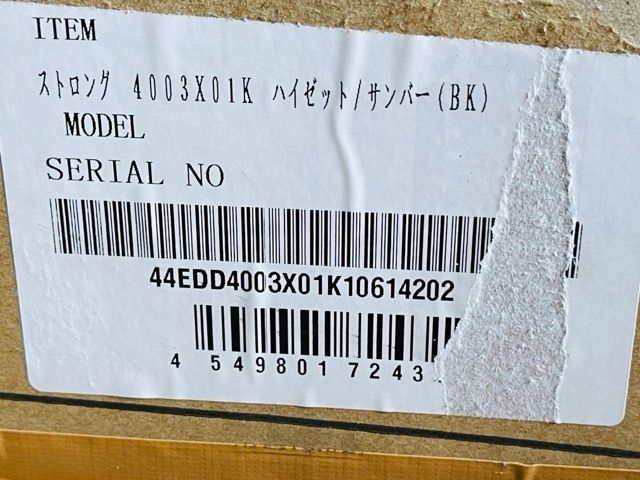 ITEM
ストロング 4003X01K ハイゼット/サンバー(BK)
MODEL
SERIAL NO
44EDD4003X01K10614202
4 549801 7243